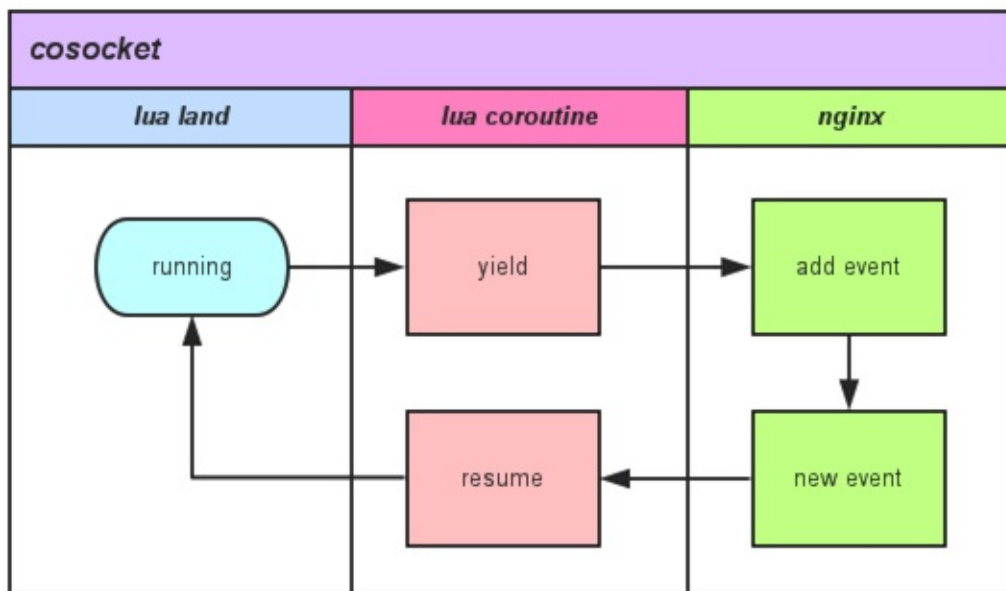 cosocket
lua land
lua coroutine
nginx
running
yield
add event
resume
new event